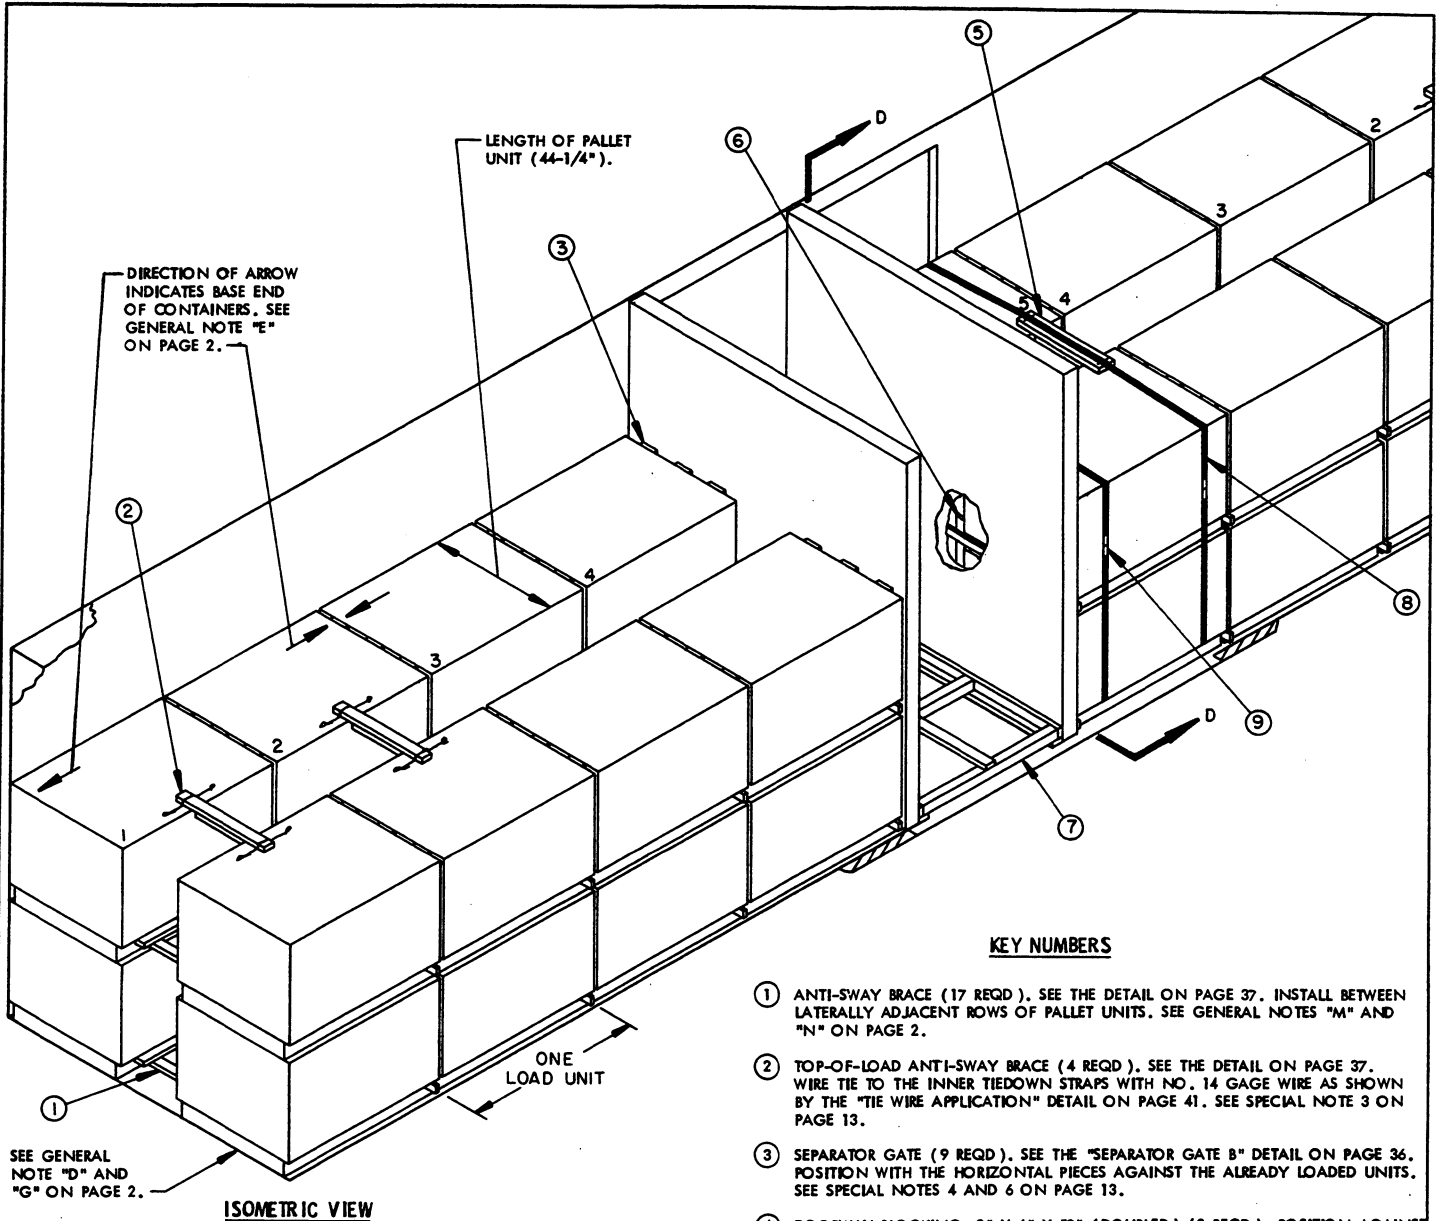 5
D
2
6
LENGTH OF PALLET
UNIT (44-1/4").
3
3
DIRECTION OF ARROW
INDICATES BASE END
OF CONTAINERS. SEE
GENERAL NOTE "E"
ON PAGE 2.
5
4
2
4
8
3
D
9
2
7
1
KEY NUMBERS
1 ANTI-SWAY BRACE (17 REQD). SEE THE DETAIL ON PAGE 37. INSTALL BETWEEN
LATERALLY ADJACENT ROWS OF PALLET UNITS. SEE GENERAL NOTES "M" AND
"N" ON PAGE 2.
ONE
LOAD UNIT
2 TOP-OF-LOAD ANTI-SWAY BRACE (4 REQD). SEE THE DETAIL ON PAGE 37.
WIRE TIE TO THE INNER TIEDOWN STRAPS WITH NO. 14 GAGE WIRE AS SHOWN
BY THE "TIE WIRE APPLICATION" DETAIL ON PAGE 41. SEE SPECIAL NOTE 3 ON
PAGE 13.
1
SEE GENERAL
NOTE "D" AND
"G" ON PAGE 2.
3 SEPARATOR GATE (9 REQD). SEE THE "SEPARATOR GATE B" DETAIL ON PAGE 36.
POSITION WITH THE HORIZONTAL PIECES AGAINST THE ALREADY LOADED UNITS.
SEE SPECIAL NOTES 4 AND 6 ON PAGE 13.
ISOMETRIC VIEW